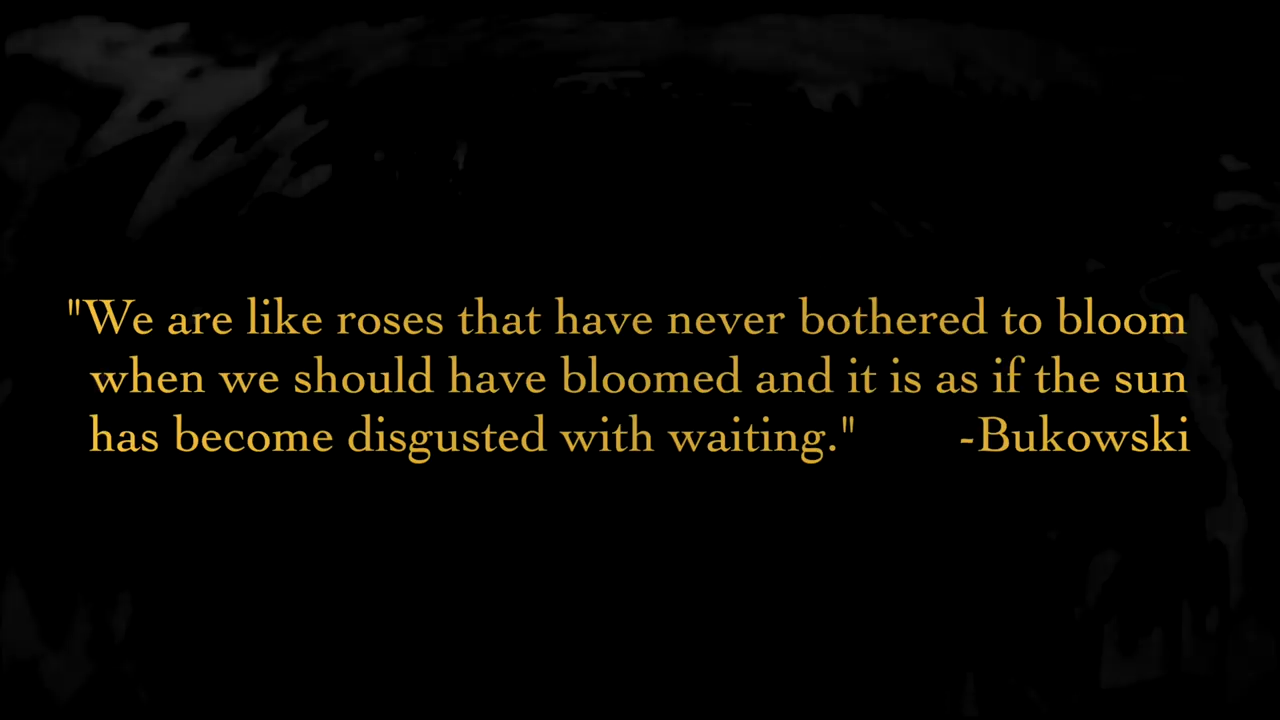 "We are like roses that have never bothered to bloom
when we should have bloomed and it is as if the sun
has become disgusted with waiting." -Bukowski